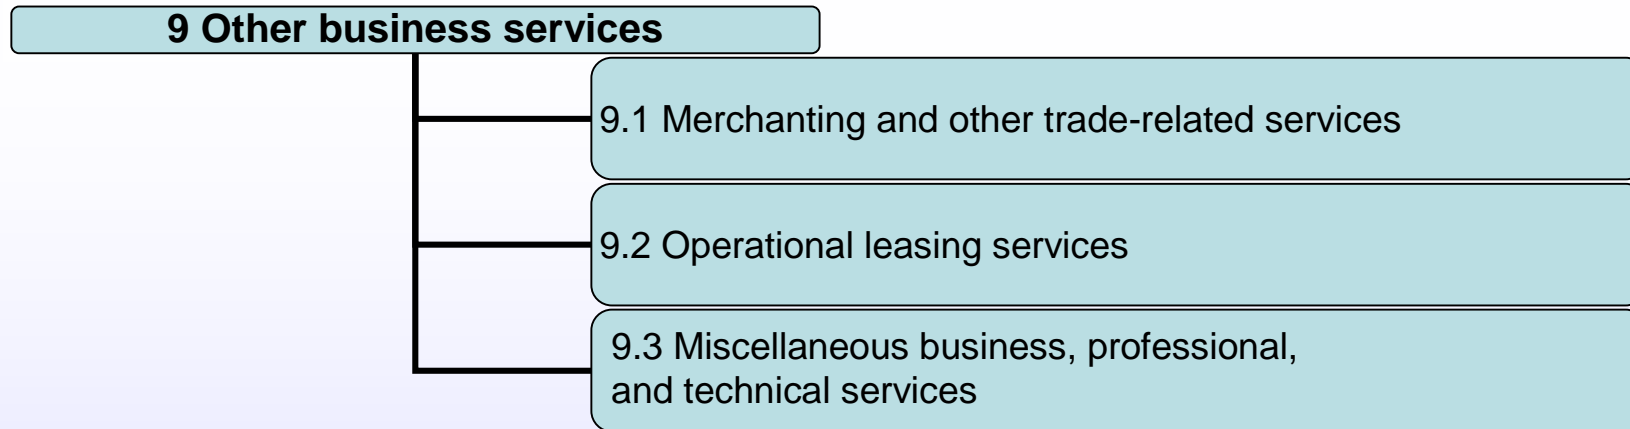 9 Other business services
9.1 Merchanting and other trade-related services
9.2 Operational leasing services
9.3 Miscellaneous business, professional,
and technical services